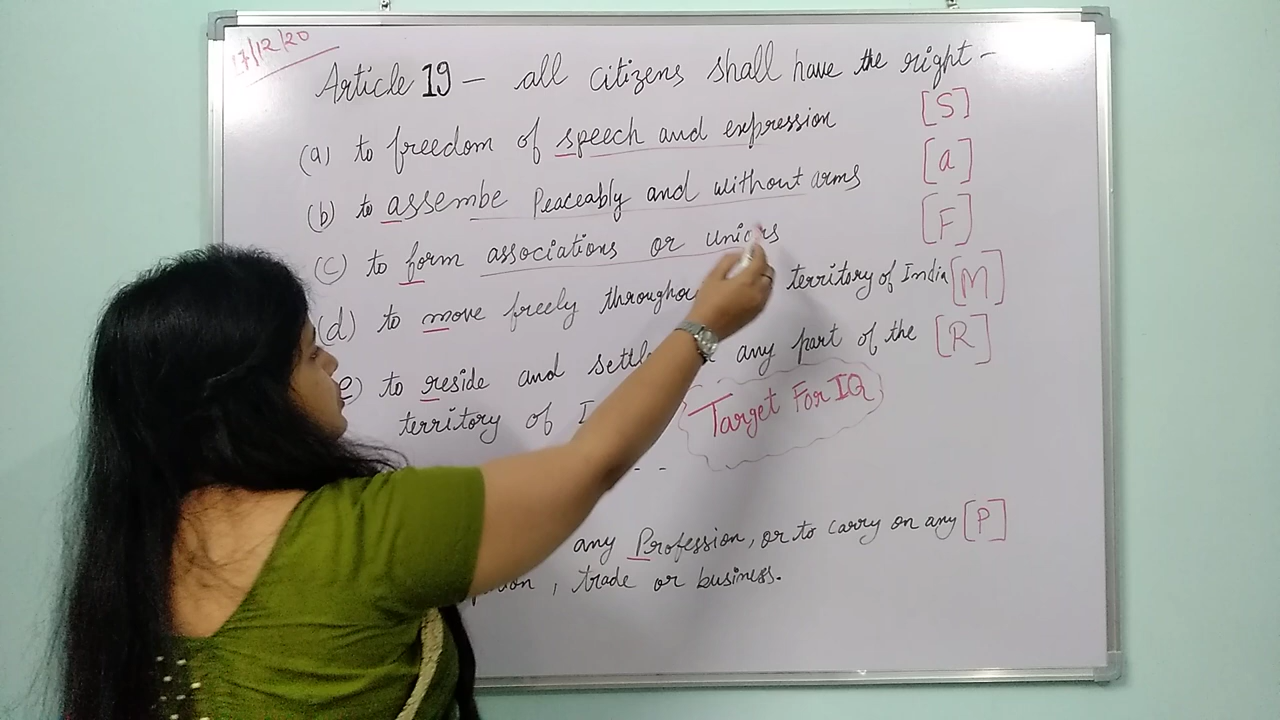 17/12/20
Article 19 - all citizens shall have the right -
(a) to freedom of speech and expression [S]
(b) to assembe Peaceably and without arms [a]
(c) to form associations or unions [F]
(d) to move freely territory of India [M]
to reside and any part of the [R]
territory of
Target For IQ
- -
any Profession, or to carry on any [P]
, trade or business.